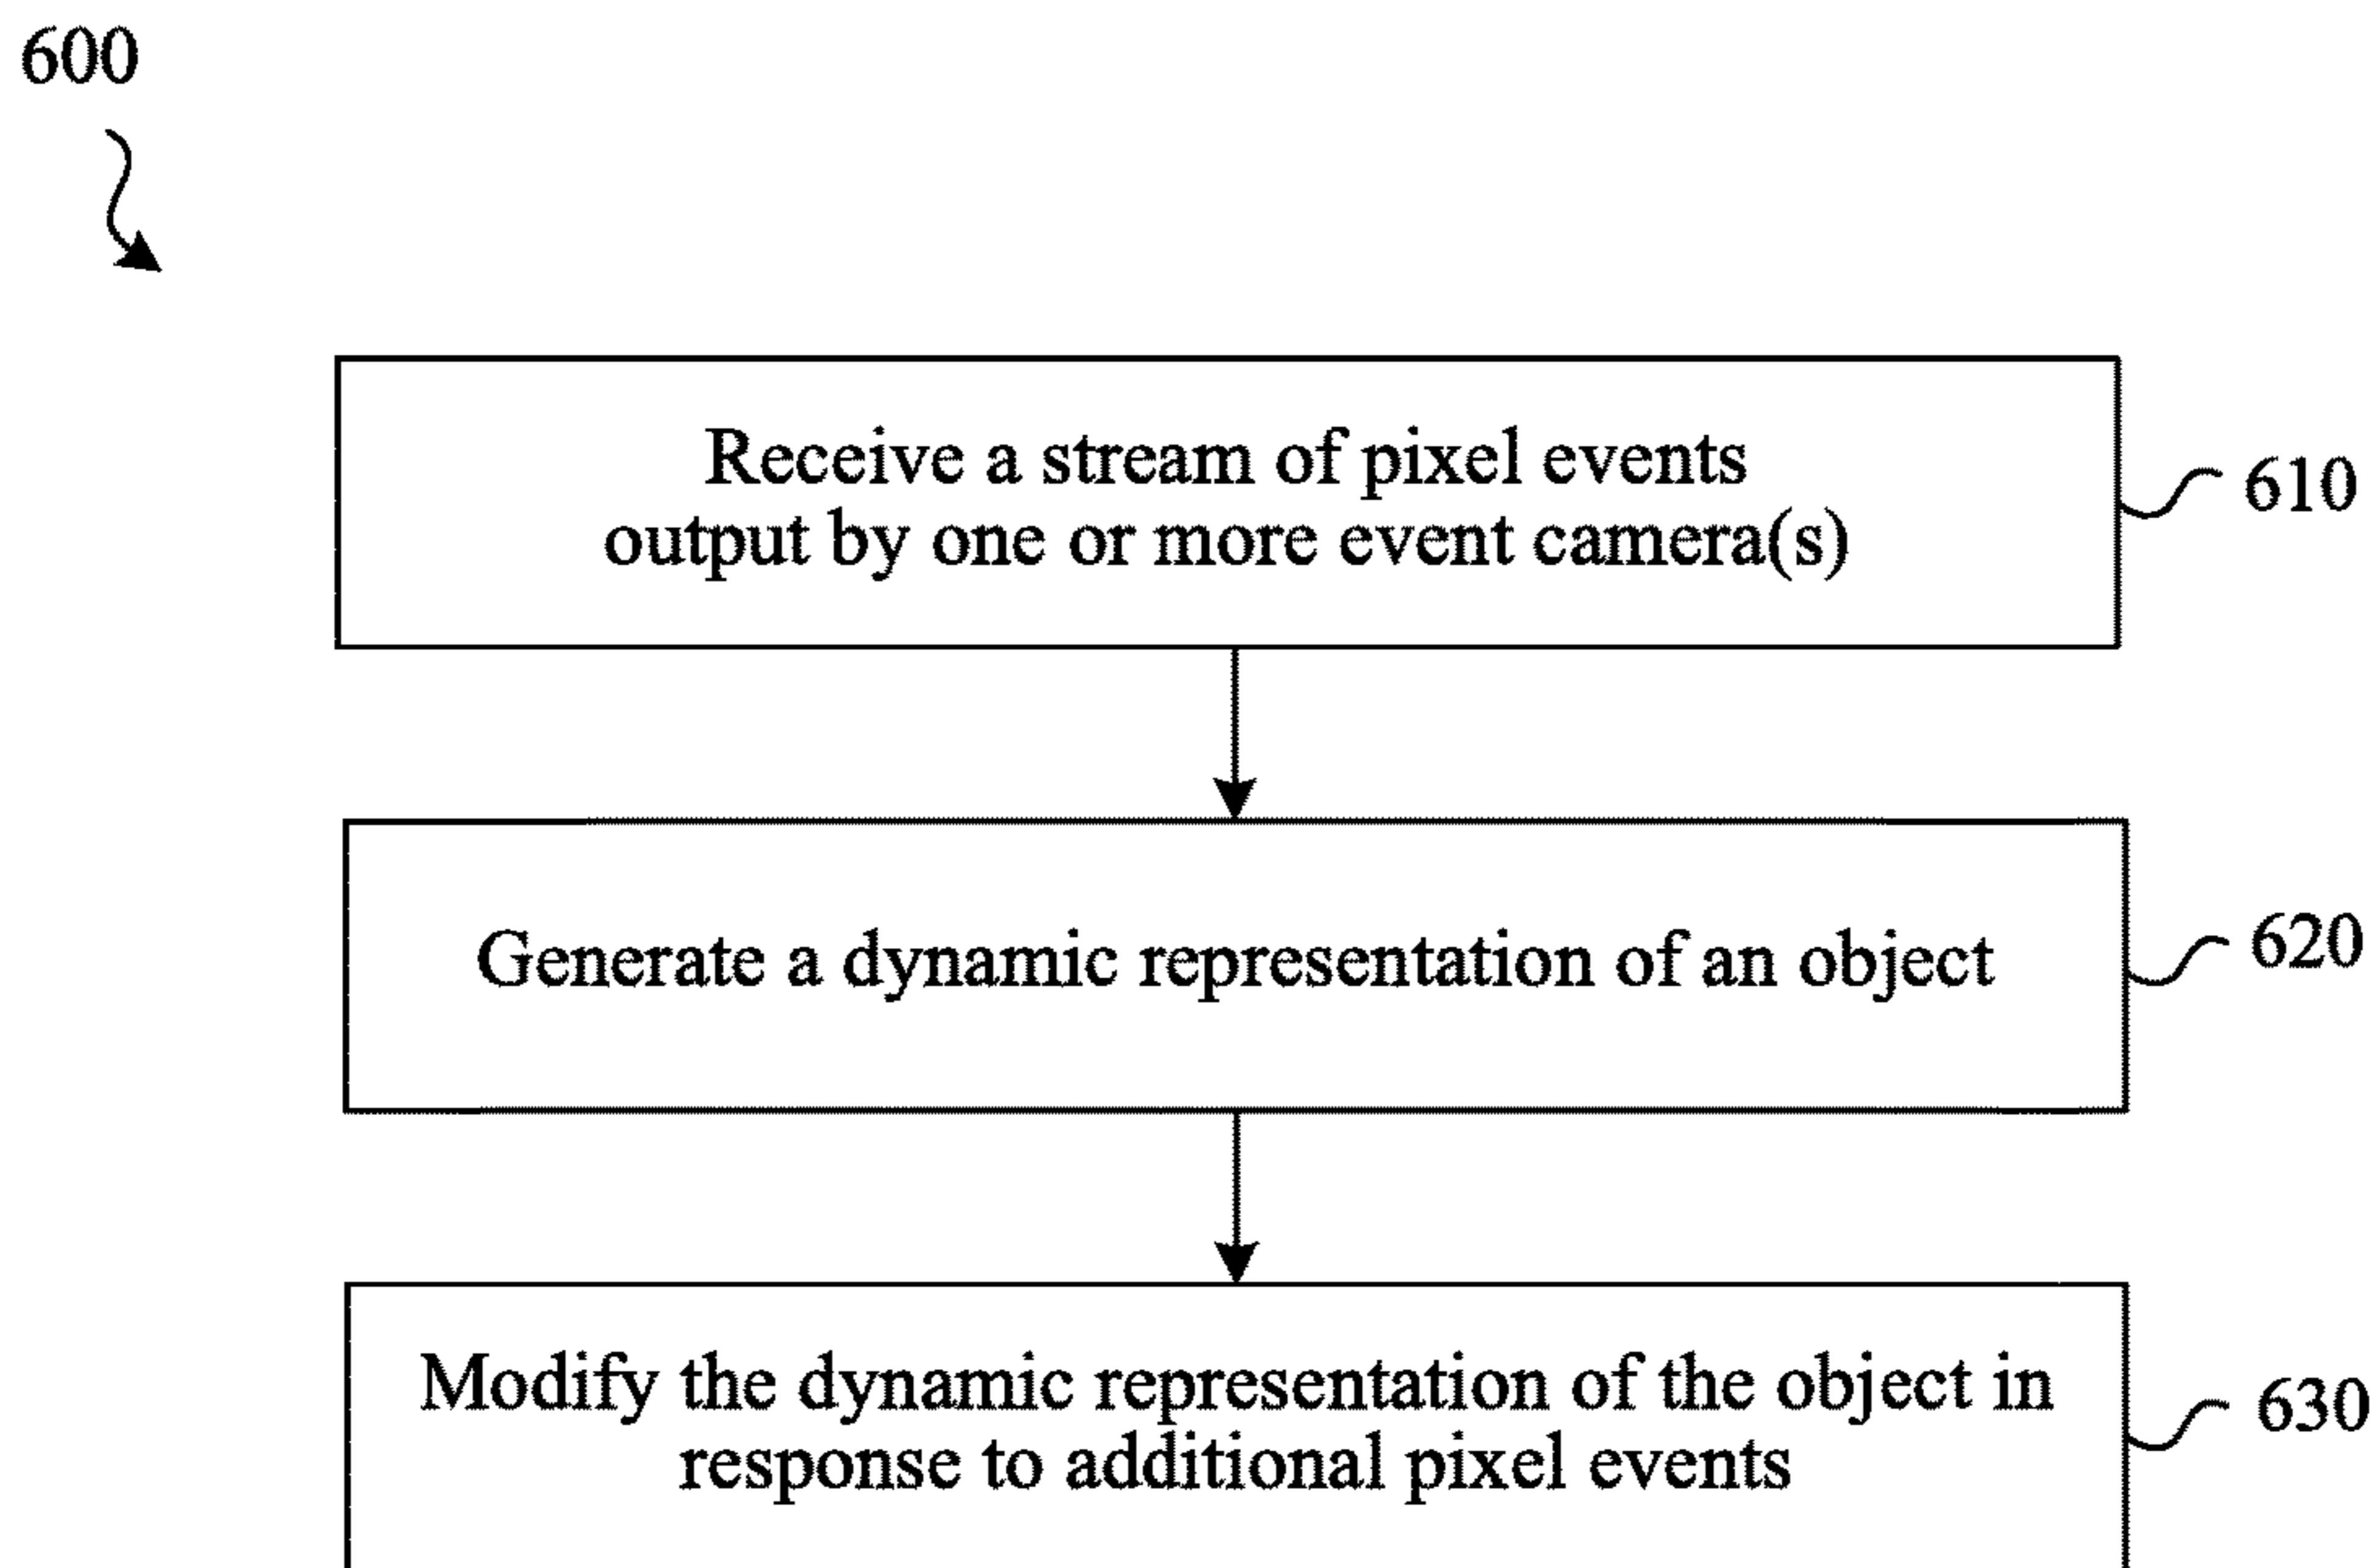 600
Receive a stream of pixel events
output by one or more event camera(s)
610
Generate a dynamic representation of an object
620
Modify the dynamic representation of the object in
response to additional pixel events
630